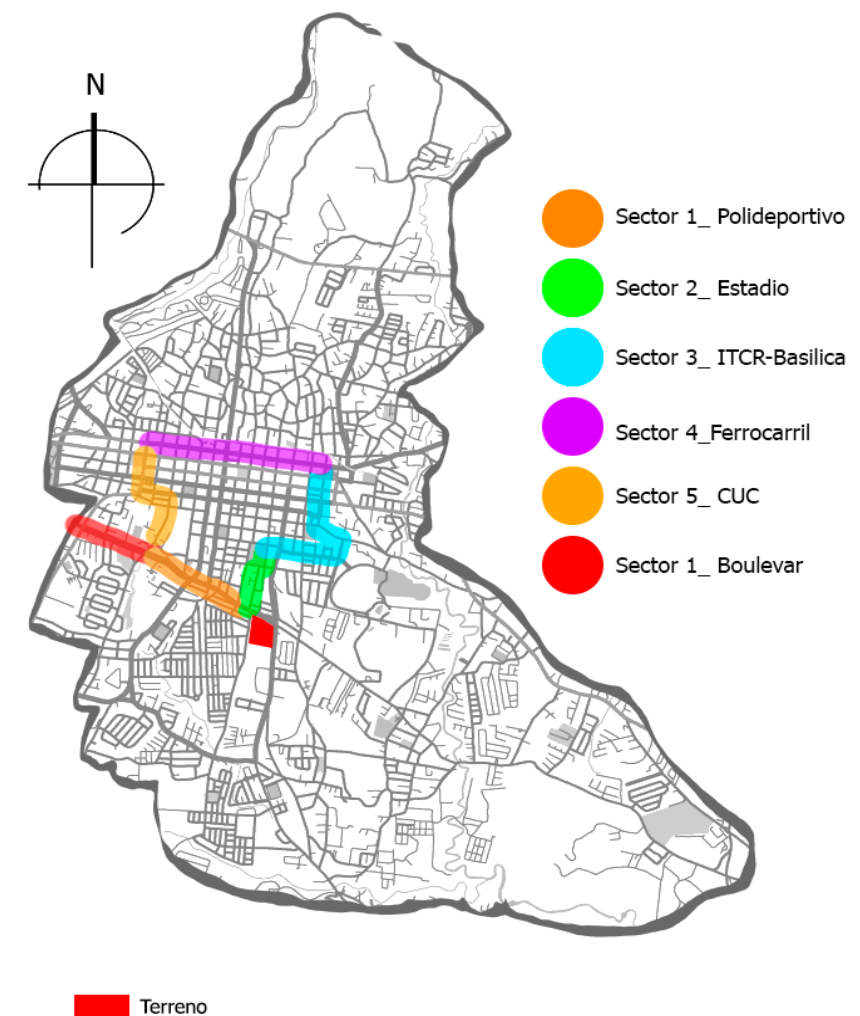 N
Sector 1_ Polideportivo
Sector 2_ Estadio
Sector 3_ ITCR-Basilica
Sector 4_Ferrocarril
Sector 5_ CUC
Sector 1_ Boulevar
Terreno